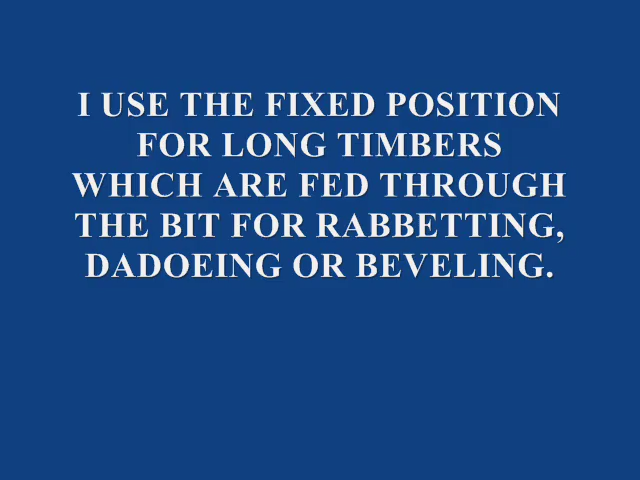 I USE THE FIXED POSITION
FOR LONG TIMBERS
WHICH ARE FED THROUGH
THE BIT FOR RABBETTING,
DADOEING OR BEVELING.